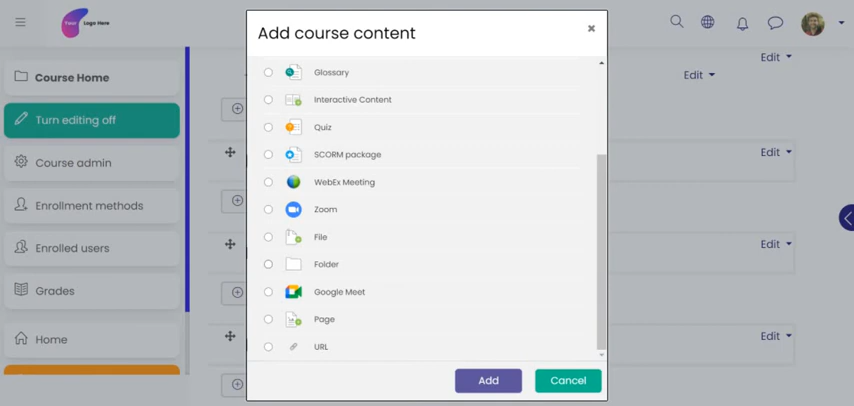 Your Logo Here
Course Home
Turn editing off
Course admin
Enrollment methods
Enrolled users
Grades
Home
Add course content
×
Glossary
Interactive Content
Quiz
SCORM package
WebEx Meeting
Zoom
File
Folder
Google Meet
Page
URL
Add
Cancel
Edit
Edit
Edit
Edit
Edit